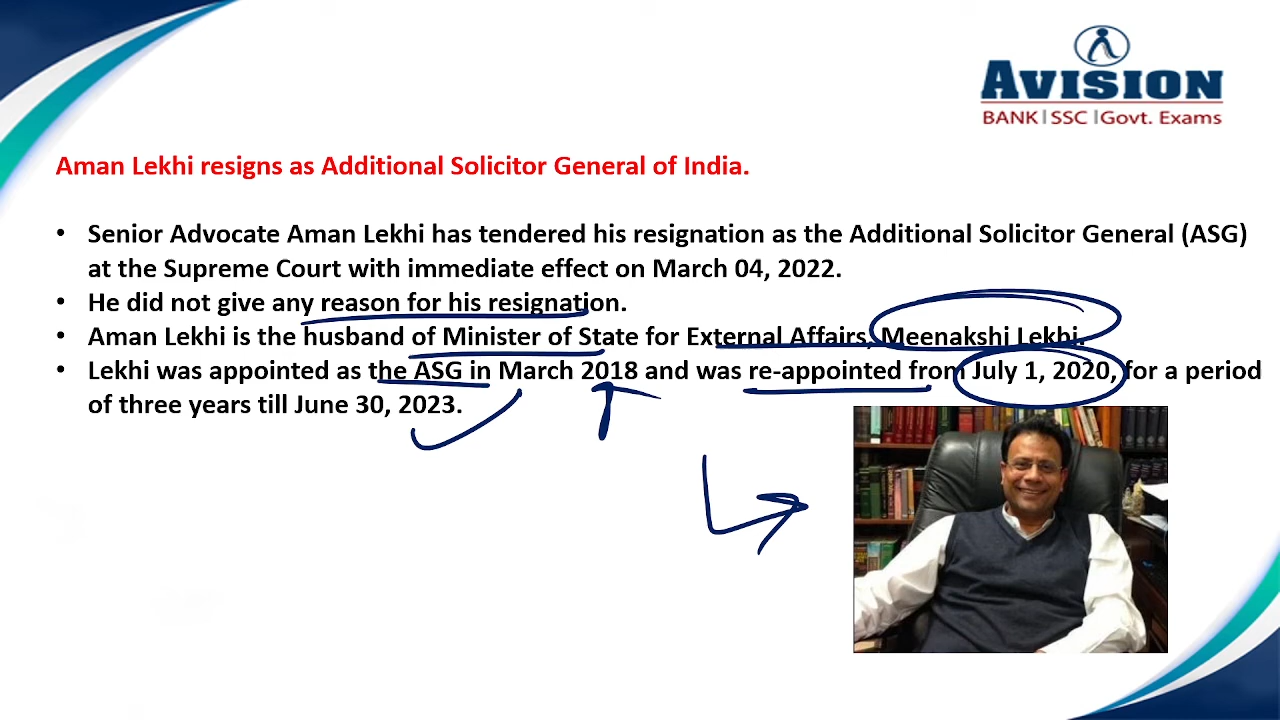 AVISION
BANK | SSC | Govt. Exams
Aman Lekhi resigns as Additional Solicitor General of India.
• Senior Advocate Aman Lekhi has tendered his resignation as the Additional Solicitor General (ASG)
at the Supreme Court with immediate effect on March 04, 2022.
• He did not give any reason for his resignation.
• Aman Lekhi is the husband of Minister of State for External Affairs, Meenakshi Lekhi.
• Lekhi was appointed as the ASG in March 2018 and was re-appointed from July 1, 2020, for a period
of three years till June 30, 2023.